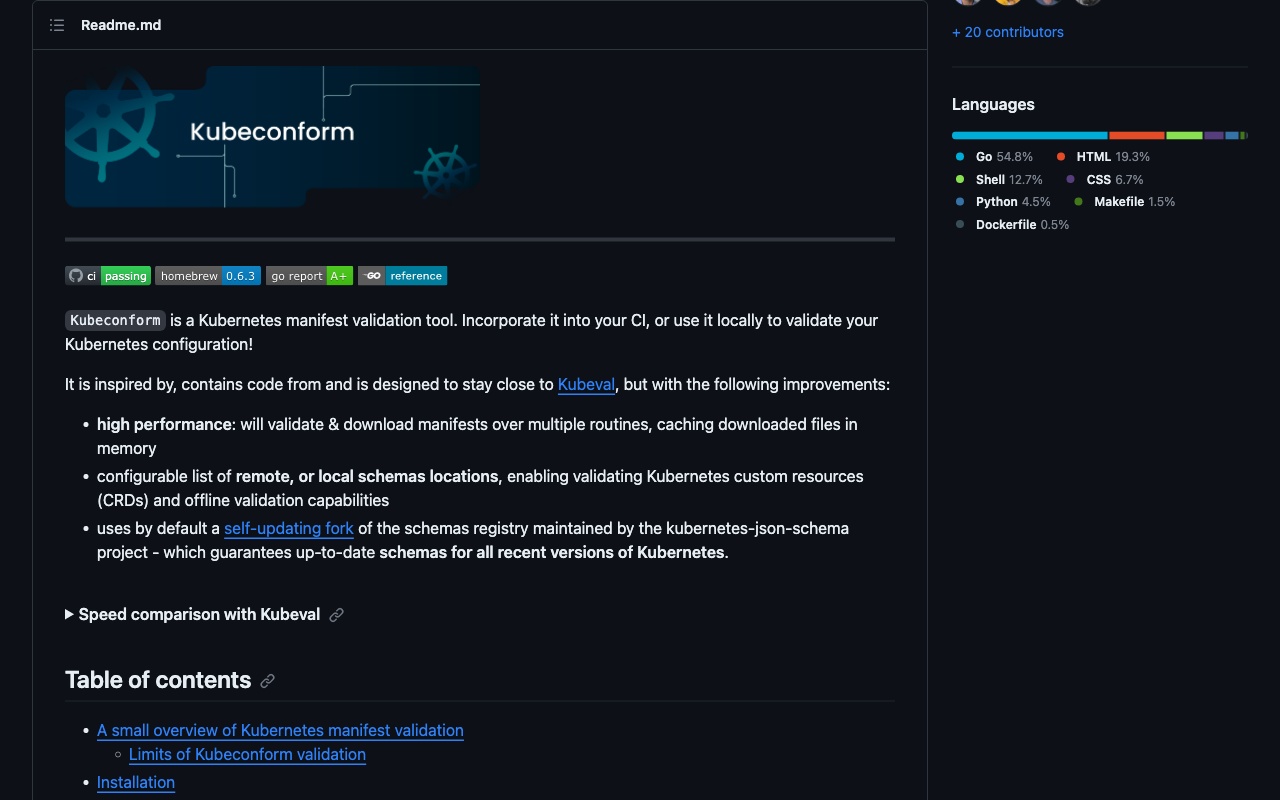 Readme.md
Kubeconform
ci passing homebrew 0.6.3 go report A+ GO reference
Kubeconform is a Kubernetes manifest validation tool. Incorporate it into your CI, or use it locally to validate your
Kubernetes configuration!
It is inspired by, contains code from and is designed to stay close to Kubeval, but with the following improvements:
• high performance: will validate & download manifests over multiple routines, caching downloaded files in
memory
• configurable list of remote, or local schemas locations, enabling validating Kubernetes custom resources
(CRDs) and offline validation capabilities
• uses by default a self-updating fork of the schemas registry maintained by the kubernetes-json-schema
project - which guarantees up-to-date schemas for all recent versions of Kubernetes.
Speed comparison with Kubeval
Table of contents
• A small overview of Kubernetes manifest validation
◦ Limits of Kubeconform validation
• Installation
+ 20 contributors
Languages
Go 54.8% HTML 19.3%
Shell 12.7% CSS 6.7%
Python 4.5% Makefile 1.5%
Dockerfile 0.5%